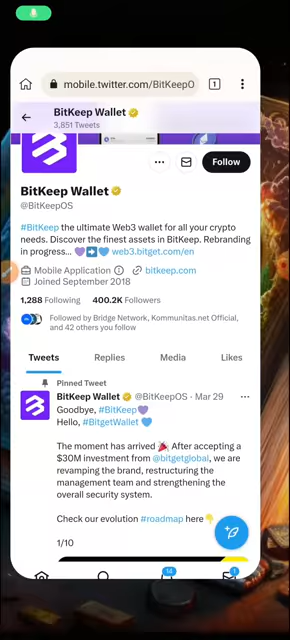 mobile.twitter.com/BitKeepO
1
BitKeep Wallet
3,851 Tweets
Follow
BitKeep Wallet
@BitKeepOS
#BitKeep the ultimate Web3 wallet for all your crypto
needs. Discover the finest assets in BitKeep. Rebranding
in progress... 💜➡️💙 web3.bitget.com/en
Mobile Application bitkeep.com
Joined September 2018
1,288 Following 400.2K Followers
Followed by Bridge Network, Kommunitas.net Official,
and 42 others you follow
Tweets Replies Media Likes
Pinned Tweet
BitKeep Wallet @BitKeepOS · Mar 29
Goodbye, #BitKeep💜
Hello, #BitgetWallet 💙
The moment has arrived 🎉 After accepting a
$30M investment from @bitgetglobal, we are
revamping the brand, restructuring the
management team and strengthening the
overall security system.
Check our evolution #roadmap here👇
1/10
14
1